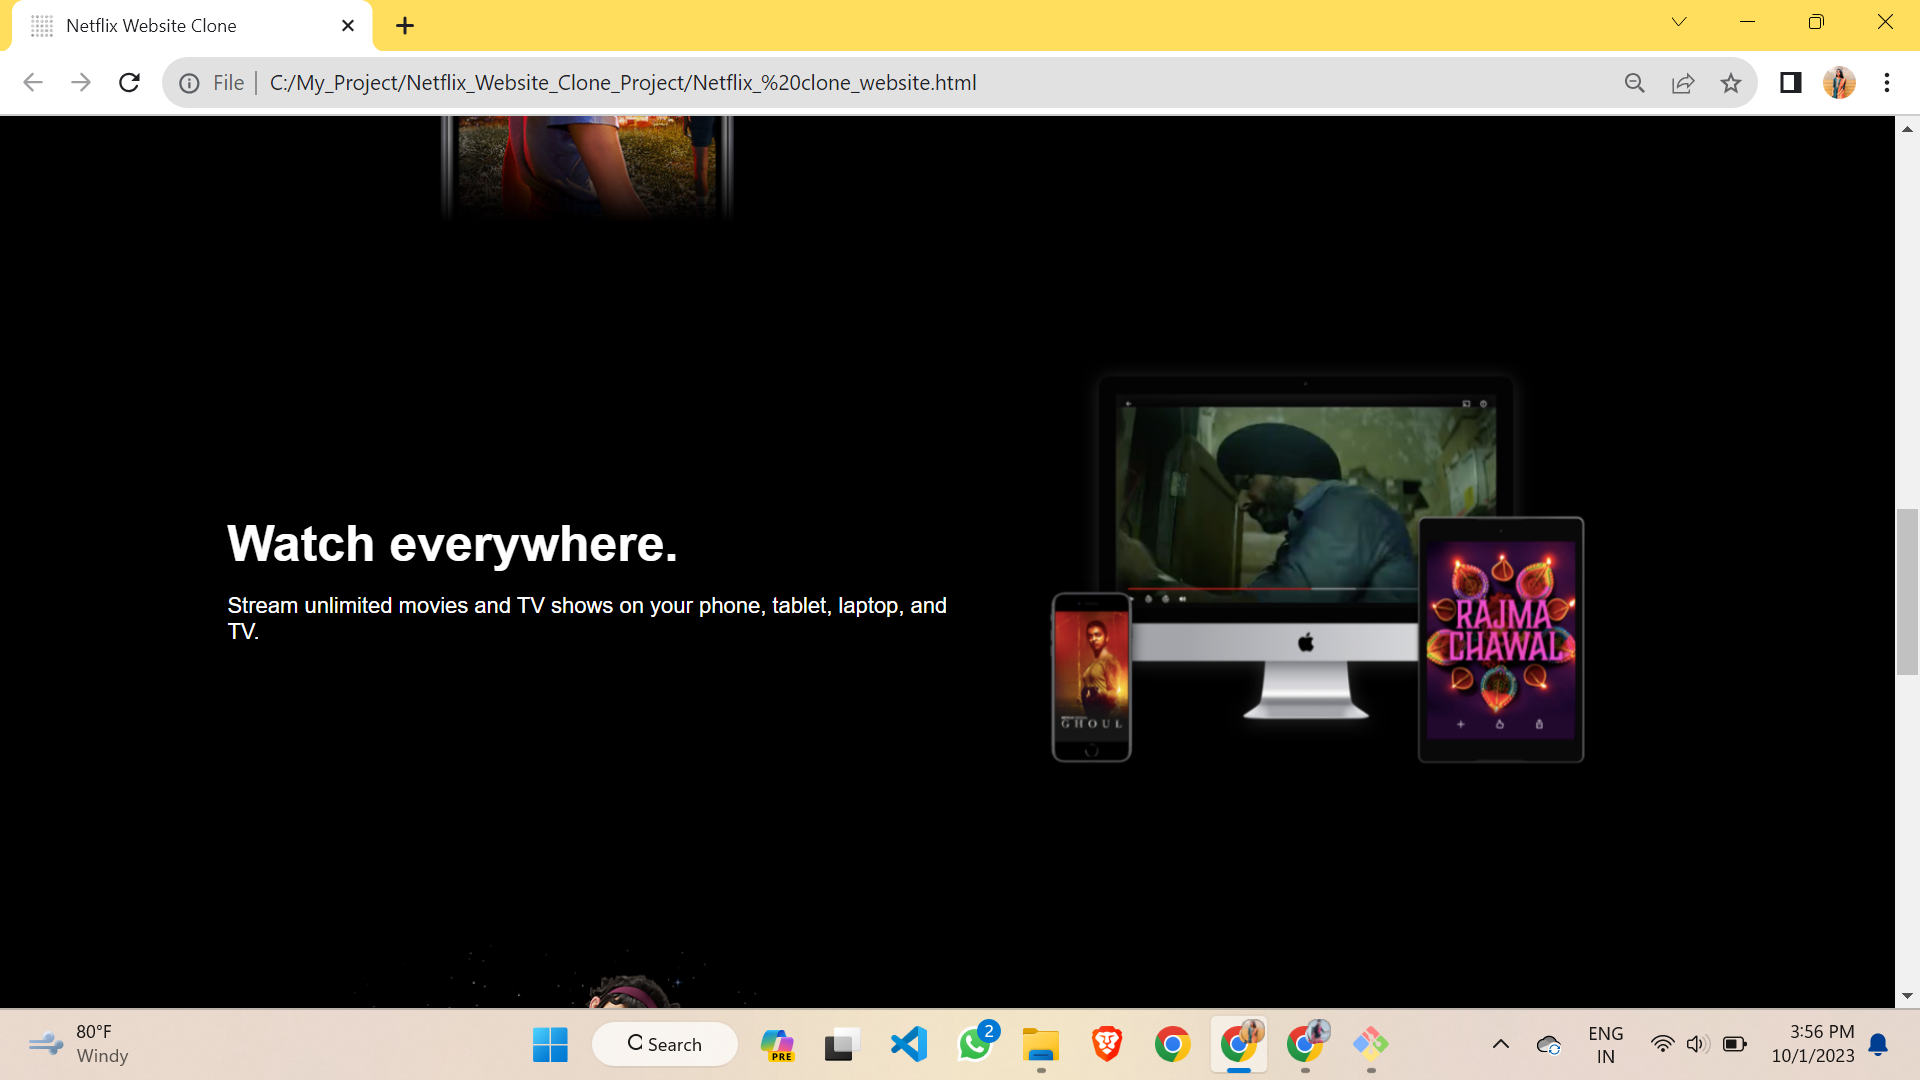 Netflix Website Clone
File
C:/My_Project/Netflix_Website_Clone_Project/Netflix_%20clone_website.html
Watch everywhere.
Stream unlimited movies and TV shows on your phone, tablet, laptop, and
TV.
RAJMA
CHAWAL
GHOUL
80°F
Windy
Search
PRE
2
ENG
IN
3:56 PM
10/1/2023